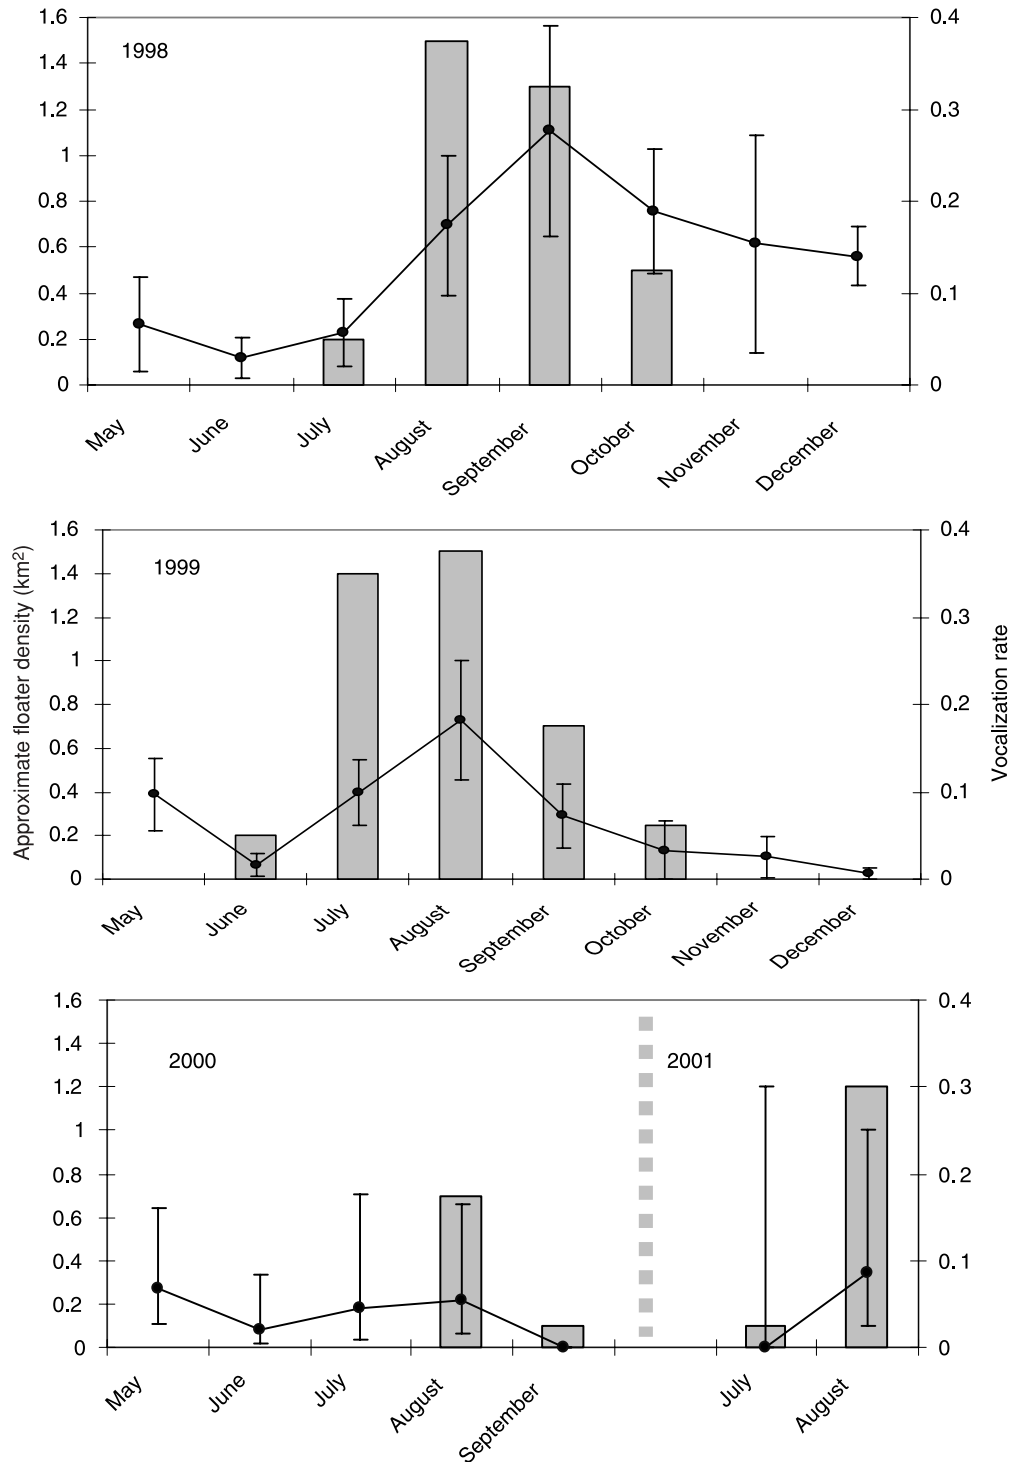 1998
1.6
1.4
1.2
1
0.8
0.6
0.4
0.2
0
0.4
0.3
0.2
0.1
0
May
June
July
August
September
October
November
December
Approximate floater density (km²)
Vocalization rate
1999
1.6
1.4
1.2
1
0.8
0.6
0.4
0.2
0
0.4
0.3
0.2
0.1
0
May
June
July
August
September
October
November
December
2000
2001
1.6
1.4
1.2
1
0.8
0.6
0.4
0.2
0
0.4
0.3
0.2
0.1
0
May
June
July
August
September
July
August